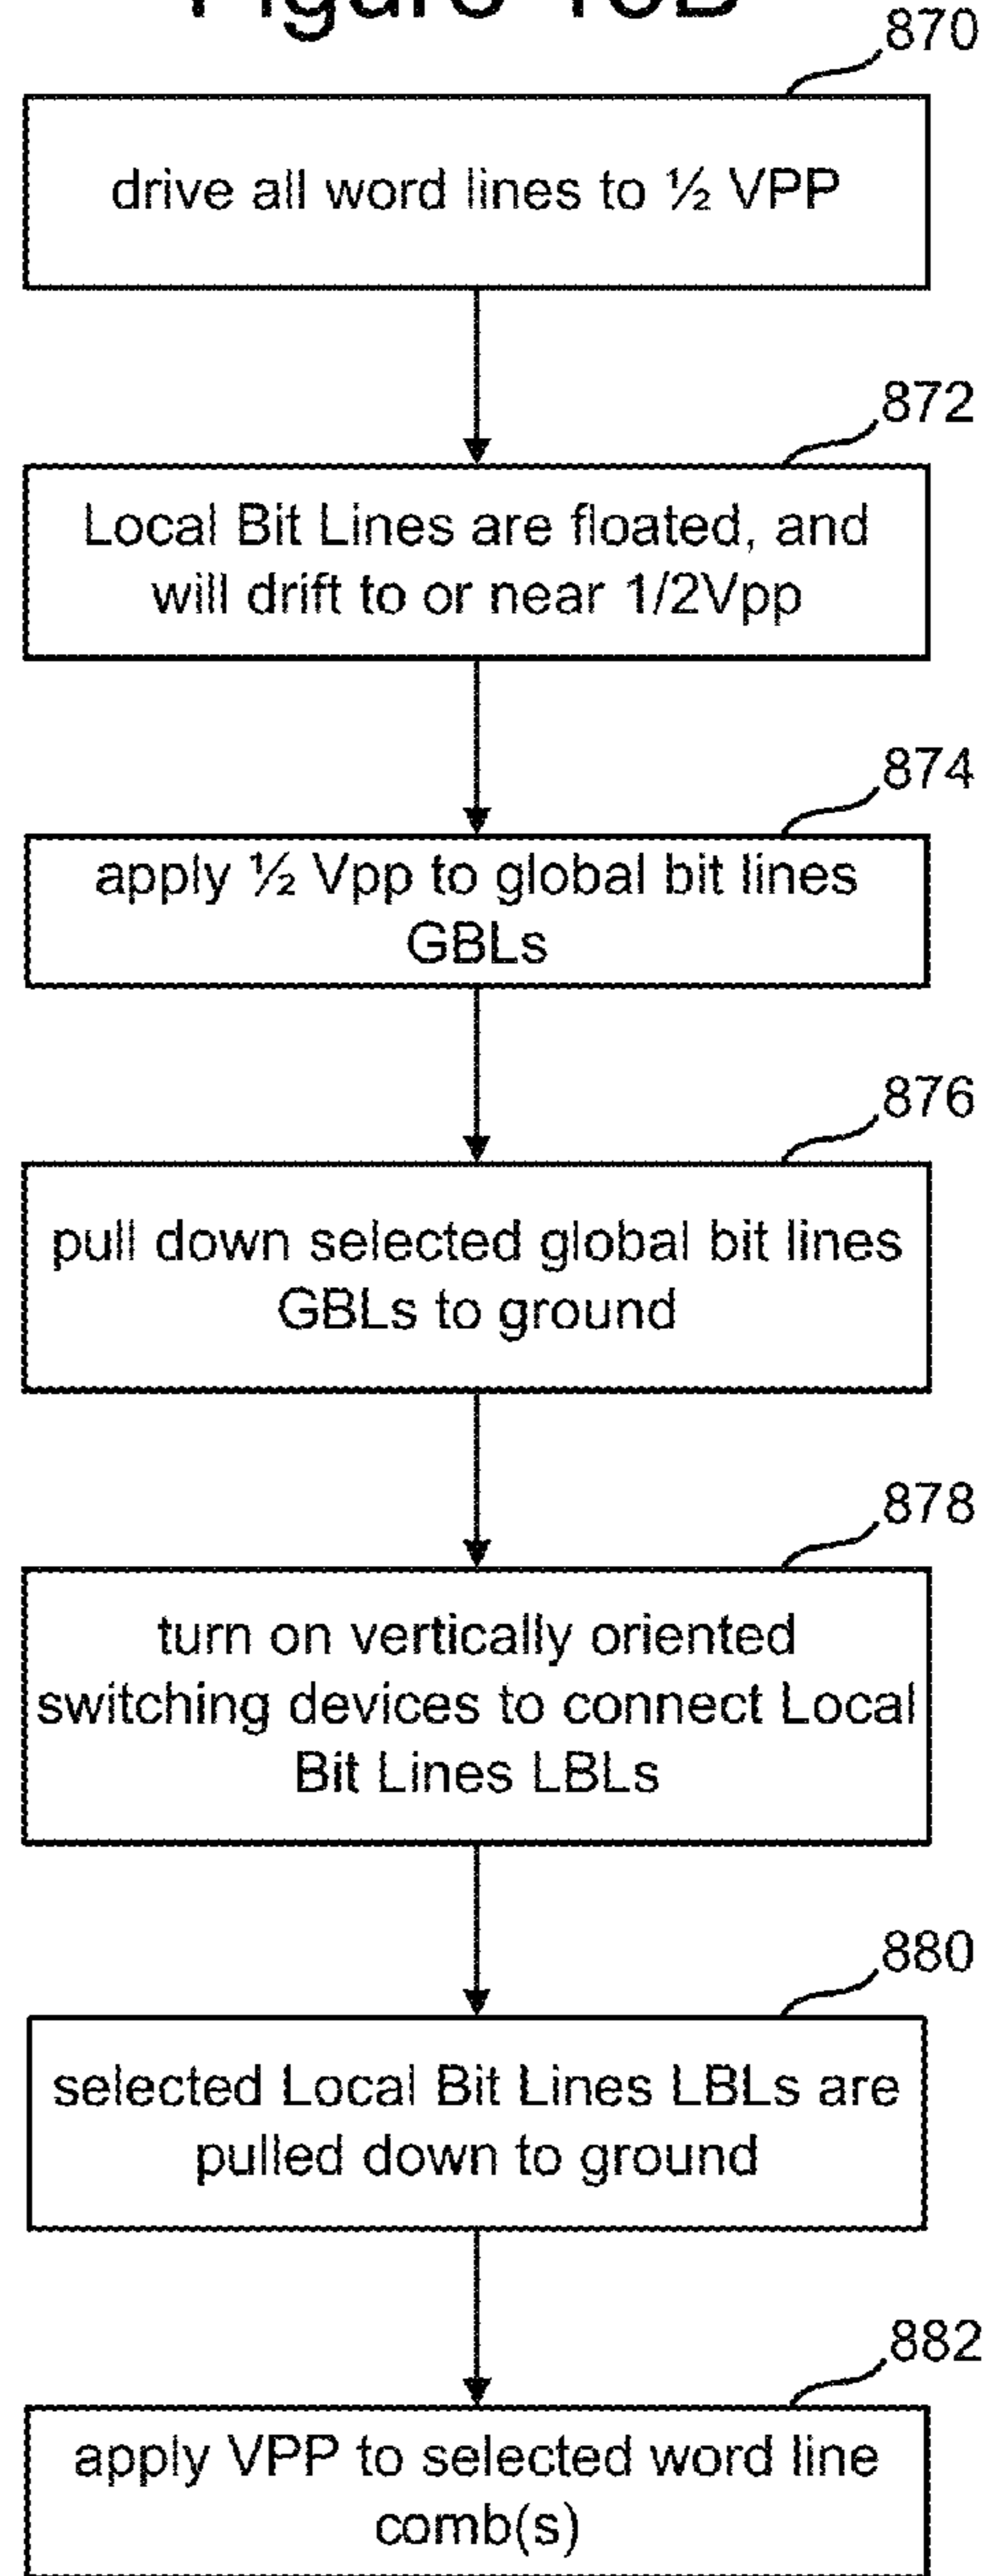 870
drive all word lines to ½ VPP
872
Local Bit Lines are floated, and
will drift to or near 1/2Vpp
874
apply ½ Vpp to global bit lines
GBLs
876
pull down selected global bit lines
GBLs to ground
878
turn on vertically oriented
switching devices to connect Local
Bit Lines LBLs
880
selected Local Bit Lines LBLs are
pulled down to ground
882
apply VPP to selected word line
comb(s)